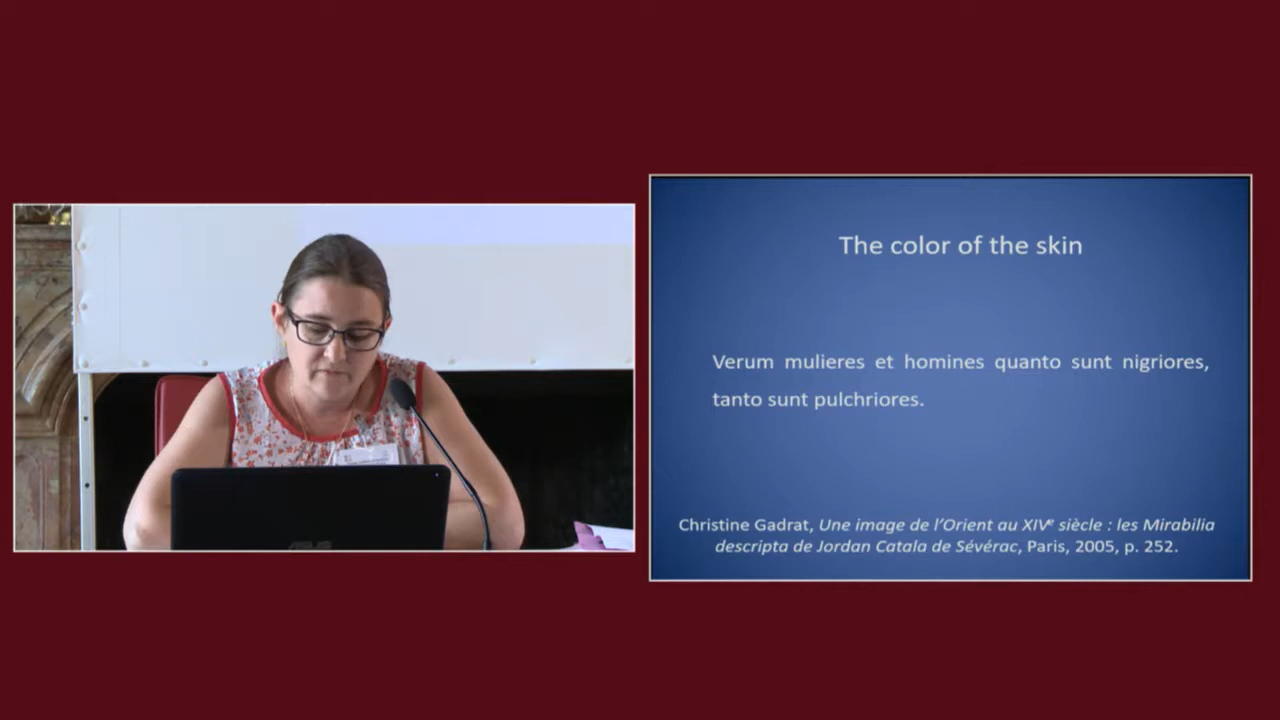 The color of the skin
Verum mulieres et homines quanto sunt nigriores,
tanto sunt pulchriores.
Christine Gadrat, Une image de l'Orient au XIVe siècle : les Mirabilia
descripta de Jordan Catala de Sévérac, Paris, 2005, p. 252.